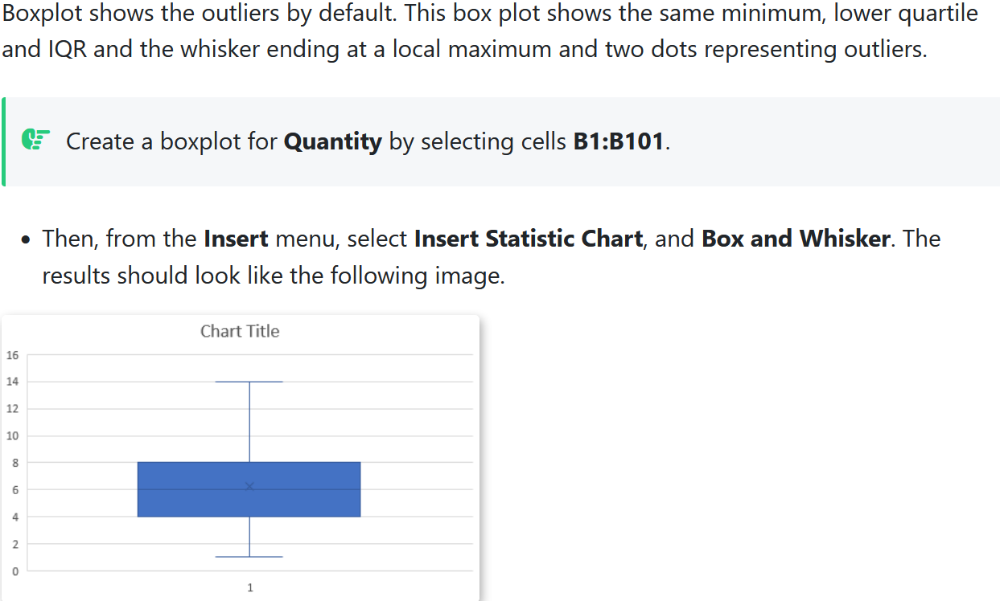 Boxplot shows the outliers by default. This box plot shows the same minimum, lower quartile
and IQR and the whisker ending at a local maximum and two dots representing outliers.
Create a boxplot for Quantity by selecting cells B1:B101.
• Then, from the Insert menu, select Insert Statistic Chart, and Box and Whisker. The
results should look like the following image.
Chart Title
16
14
12
10
8
6
4
2
0
1